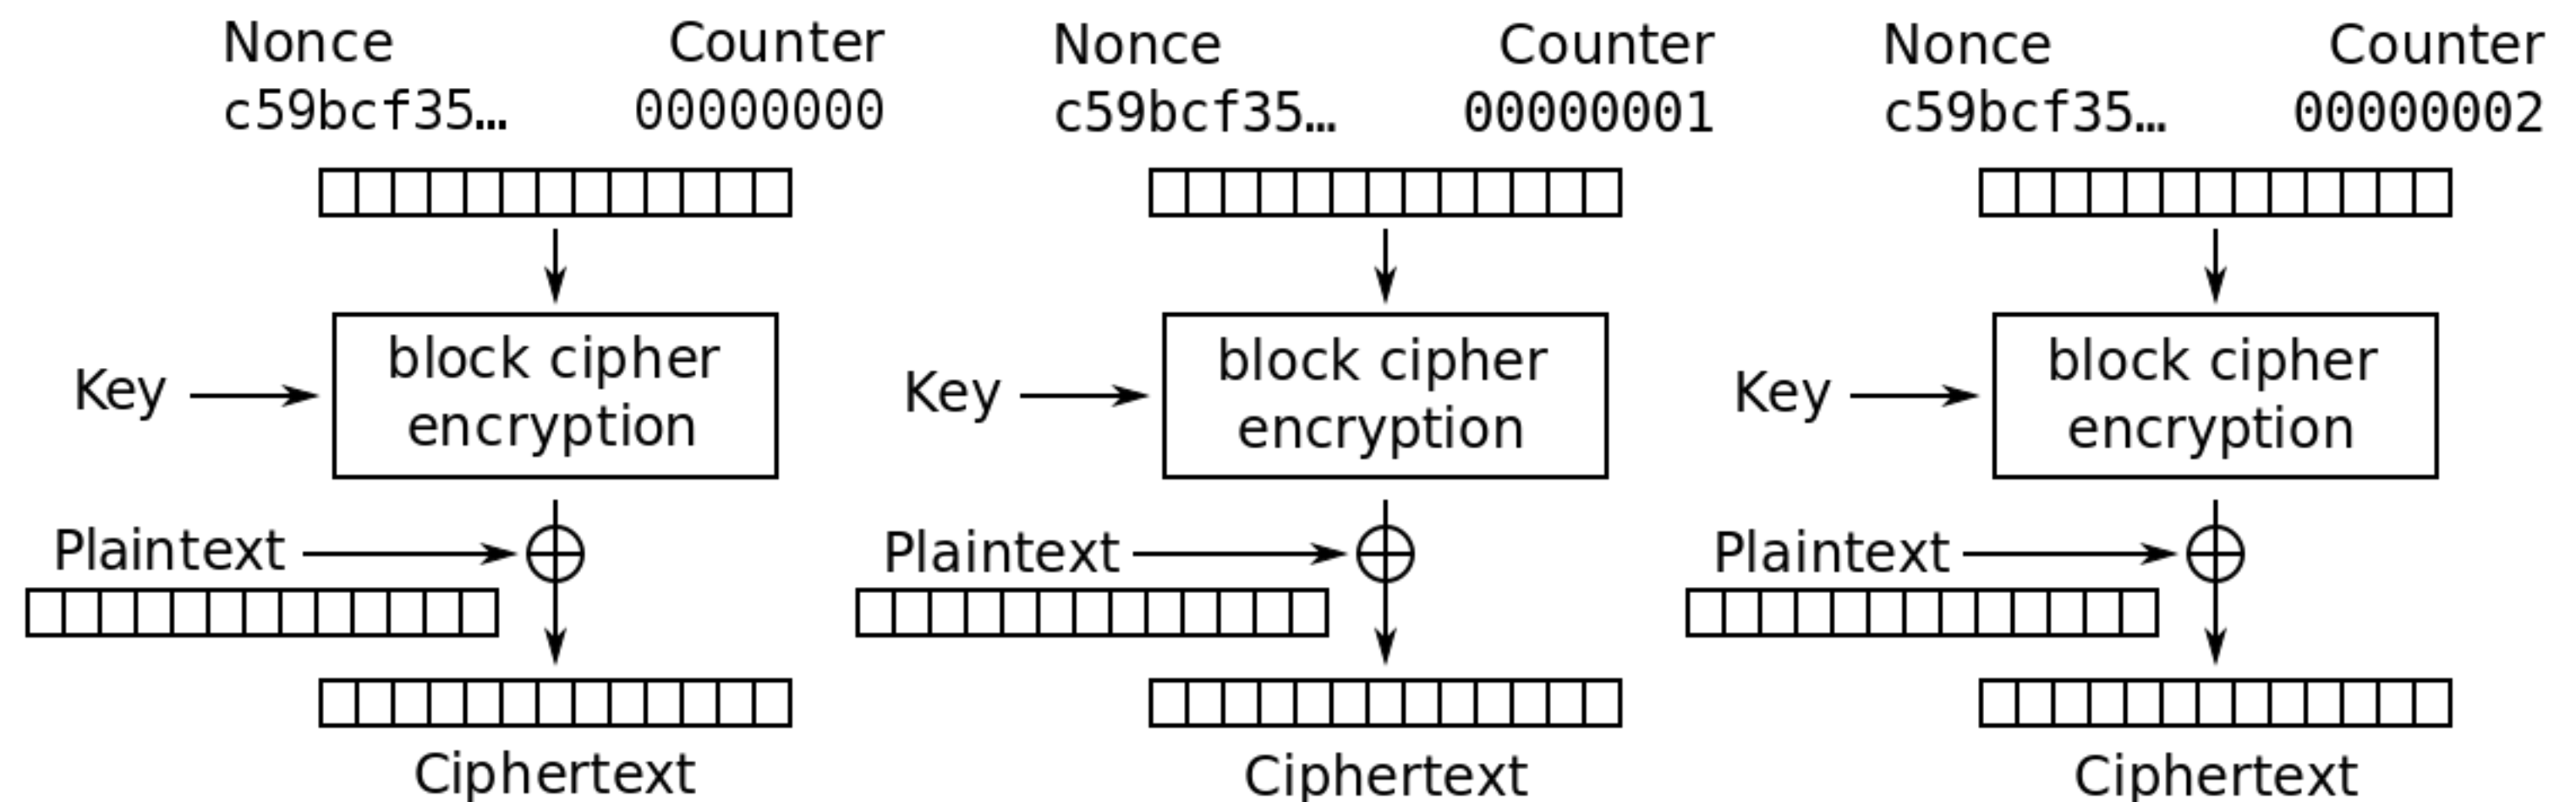 Nonce Counter Nonce Counter Nonce Counter
c59bcf35… 00000000 c59bcf35… 00000001 c59bcf35… 00000002
block cipher block cipher block cipher
Key Key Key
encryption encryption encryption
Plaintext Plaintext Plaintext
Ciphertext Ciphertext Ciphertext